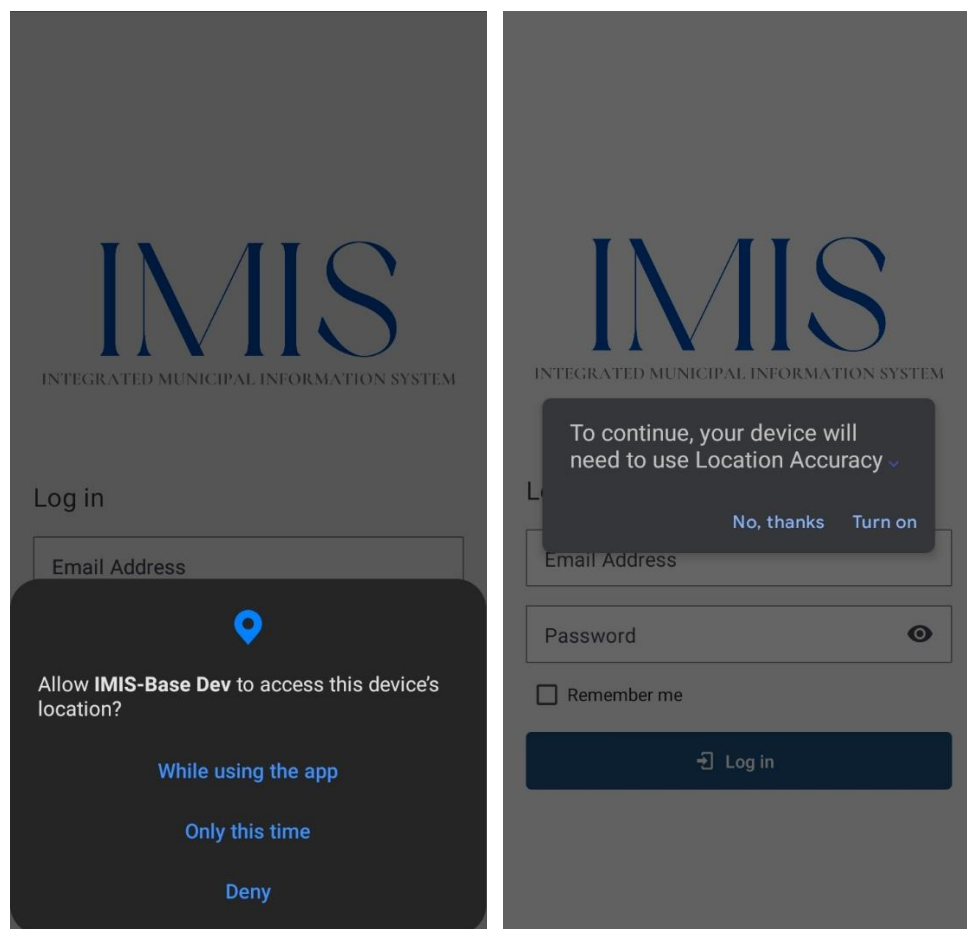 IMIS
INTEGRATED MUNICIPAL INFORMATION SYSTEM
Log in
Email Address
Allow IMIS-Base Dev to access this device's
location?
While using the app
Only this time
Deny
IMIS
INTEGRATED MUNICIPAL INFORMATION SYSTEM
To continue, your device will
need to use Location Accuracy
No, thanks Turn on
Email Address
Password
Remember me
Log in